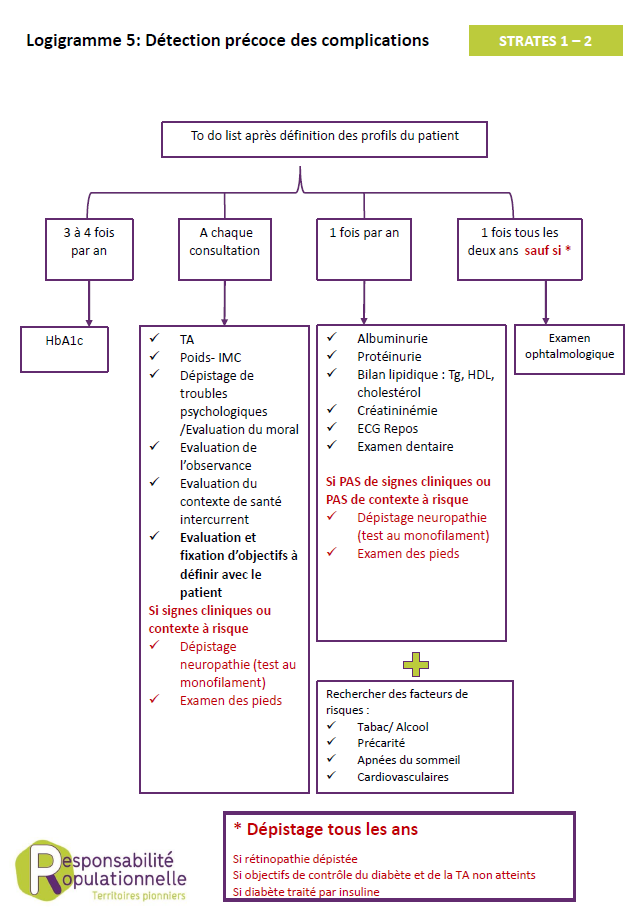 Logigramme 5: Détection précoce des complications
STRATES 1 – 2
To do list après définition des profils du patient
3 à 4 fois
par an
A chaque
consultation
1 fois par an
1 fois tous les
deux ans sauf si *
HbA1c
✓ TA
✓ Poids- IMC
✓ Dépistage de
troubles
psychologiques
/Evaluation du moral
✓ Evaluation de
l’observance
✓ Evaluation du
contexte de santé
intercurrent
✓ Evaluation et
fixation d’objectifs à
définir avec le
patient
Si signes cliniques ou
contexte à risque
✓ Dépistage
neuropathie (test au
monofilament)
✓ Examen des pieds
✓ Albuminurie
✓ Protéinurie
✓ Bilan lipidique : Tg, HDL,
cholestérol
✓ Créatininémie
✓ ECG Repos
✓ Examen dentaire
Si PAS de signes cliniques ou
PAS de contexte à risque
✓ Dépistage neuropathie
(test au monofilament)
✓ Examen des pieds
Examen
ophtalmologique
Rechercher des facteurs de
risques :
✓ Tabac/ Alcool
✓ Précarité
✓ Apnées du sommeil
✓ Cardiovasculaires
* Dépistage tous les ans
Si rétinopathie dépistée
Si objectifs de contrôle du diabète et de la TA non atteints
Si diabète traité par insuline
Responsabilité
Populationnelle
Territoires pionniers